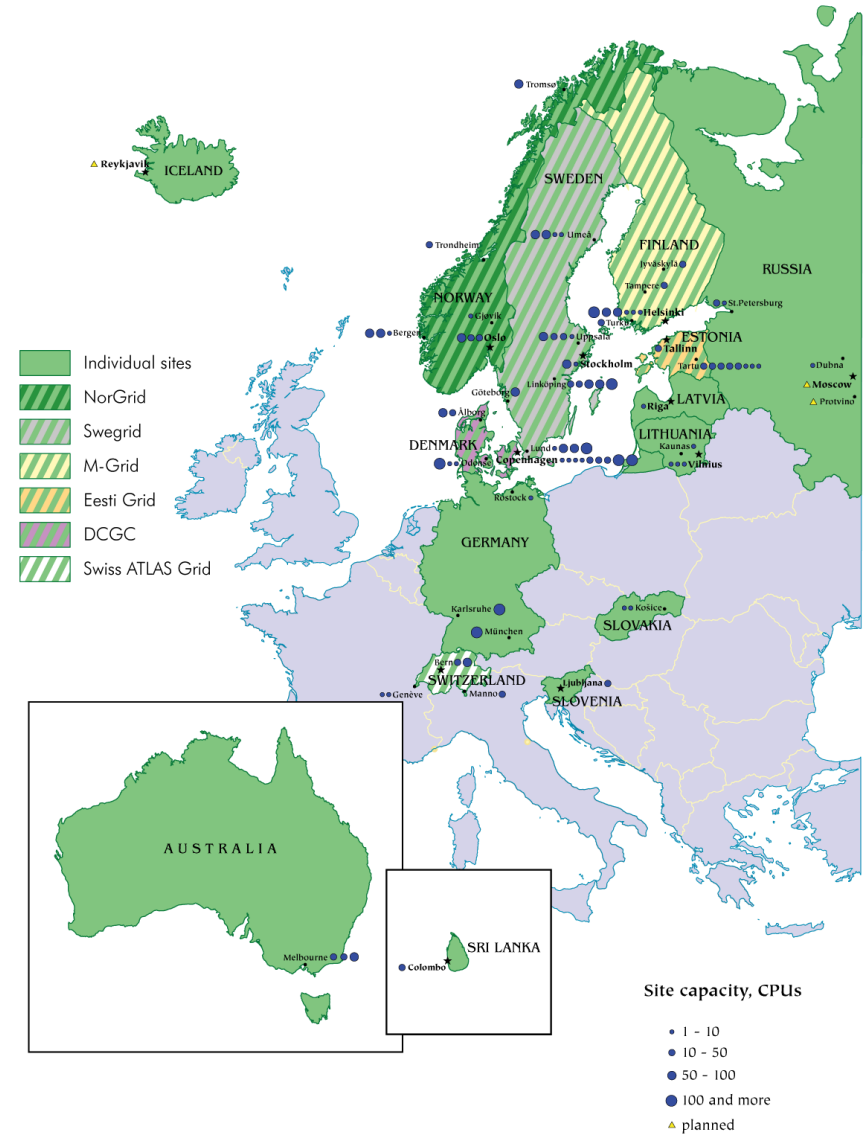 Tromsø
Reykjavik
ICELAND
SWEDEN
Umeå
Trondheim
FINLAND
Jyväskylä
RUSSIA
Tampere
NORWAY
St.Petersburg
Helsinki
Gjøvik
Turku
Bergen
Oslo
Uppsala
ESTONIA
Tallinn
Individual sites
Stockholm
Tartu
Dubna
Linköping
Moscow
Göteborg
NorGrid
Protvino
LATVIA
Riga
Ålborg
Swegrid
LITHUANIA
DENMARK
Kaunas
Lund
Copenhagen
M-Grid
Odense
Vilnius
Rostock
Eesti Grid
DCGC
GERMANY
Swiss ATLAS Grid
Karlsruhe
Košice
SLOVAKIA
München
Bern
SWITZERLAND
Ljubljana
Genève
Manno
SLOVENIA
AUSTRALIA
SRI LANKA
Melbourne
Colombo
Site capacity, CPUs
1 - 10
10 - 50
50 - 100
100 and more
planned